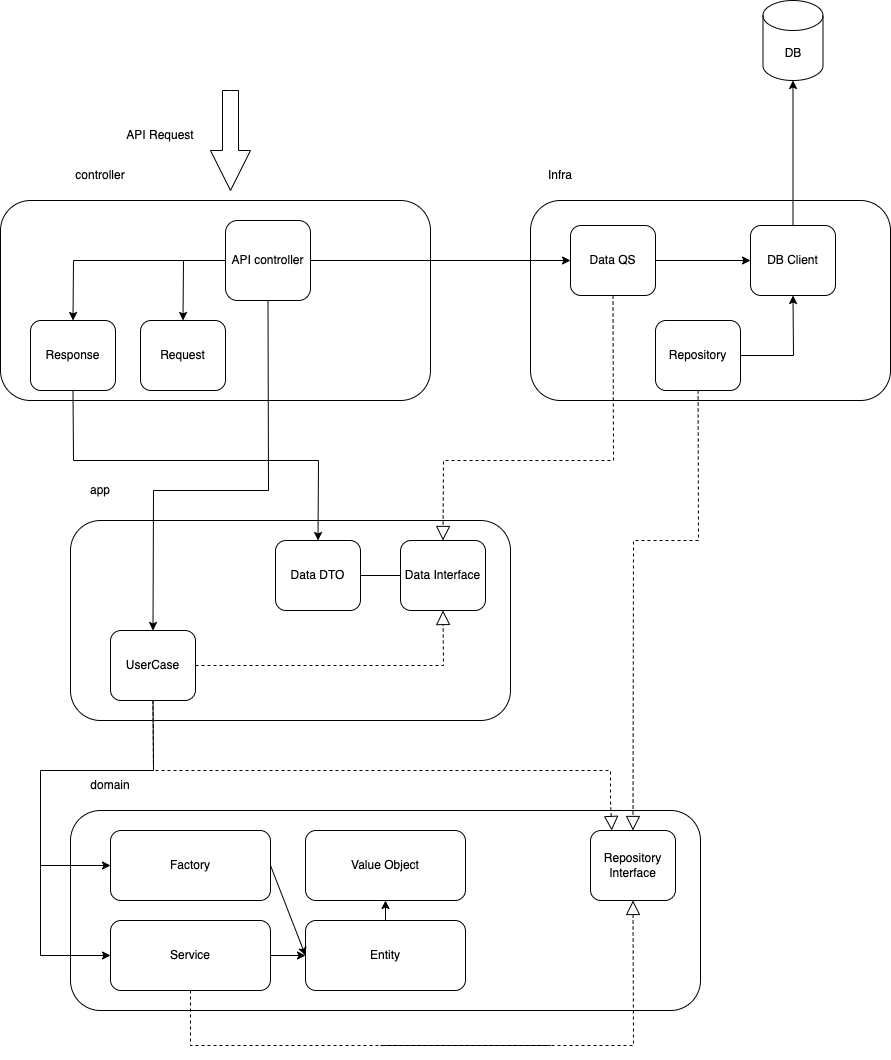 DB
API Request
controller
Infra
API controller
Data QS
DB Client
Response
Request
Repository
app
Data DTO
Data Interface
UserCase
domain
Factory
Value Object
Repository
Interface
Service
Entity